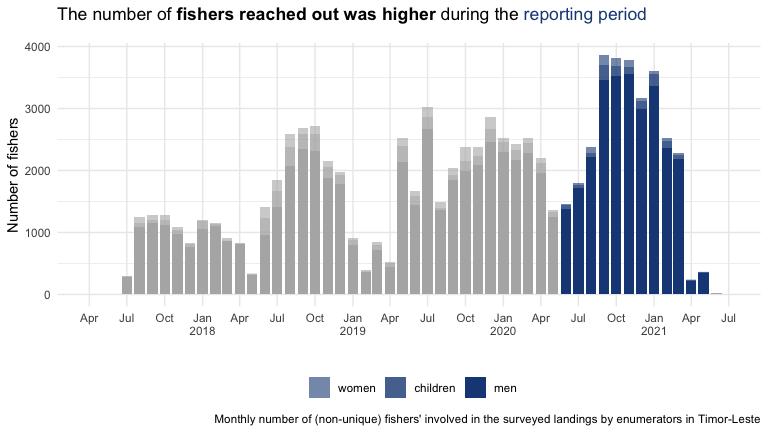 The number of fishers reached out was higher during the reporting period
Number of fishers
4000
3000
2000
1000
0
Apr Jul Oct Jan Apr Jul Oct Jan Apr Jul Oct Jan Apr Jul Oct Jan Apr Jul
2018 2019 2020 2021
women children men
Monthly number of (non-unique) fishers' involved in the surveyed landings by enumerators in Timor-Leste